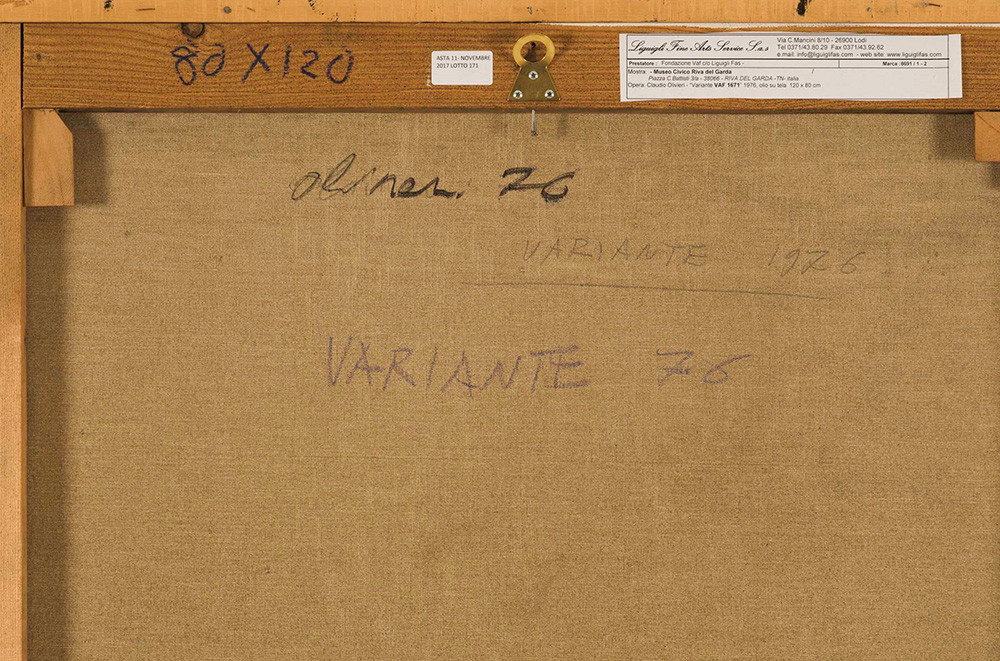 80 X 120
ASTA 11- NOVEMBRE
2017 LOTTO 171
Liguigli Fine Arts Service S.a.s
Via C.Mancini 8/10 - 26900 Lodi
Tel 0371/43 80.29 Fax 0371/43.92 62
e.mail: info@liguiglifas.com - web site: www.liguiglifas.com
Prestatore : Fondazione Vaf c/o Liguigli Fas - Marca : 8691 / 1 - 2
Mostra: - Museo Civico Riva del Garda /
Piazza C.Battisti 3/a - 38066 - RIVA DEL GARDA -TN- italia
Opera: Claudio Olivieri - "Variante VAF 1671" 1976, olio su tela 120 x 80 cm
olivieri 76
VARIANTE 1976
VARIANTE 76